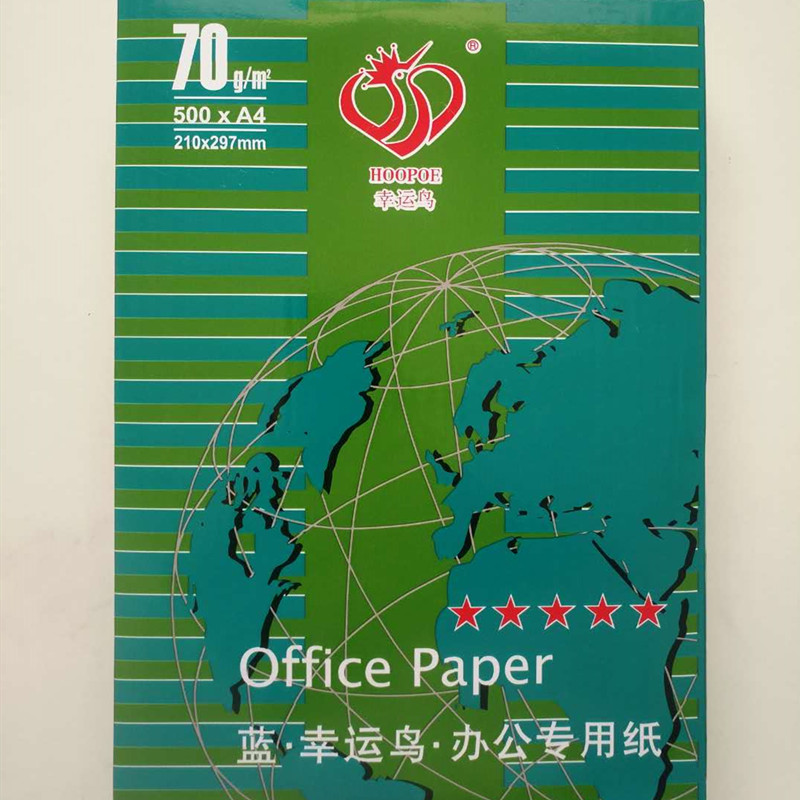 70g/m²
500 x A4
210x297mm
®
HOOPOE
幸运鸟
Office Paper
蓝·幸运鸟·办公专用纸